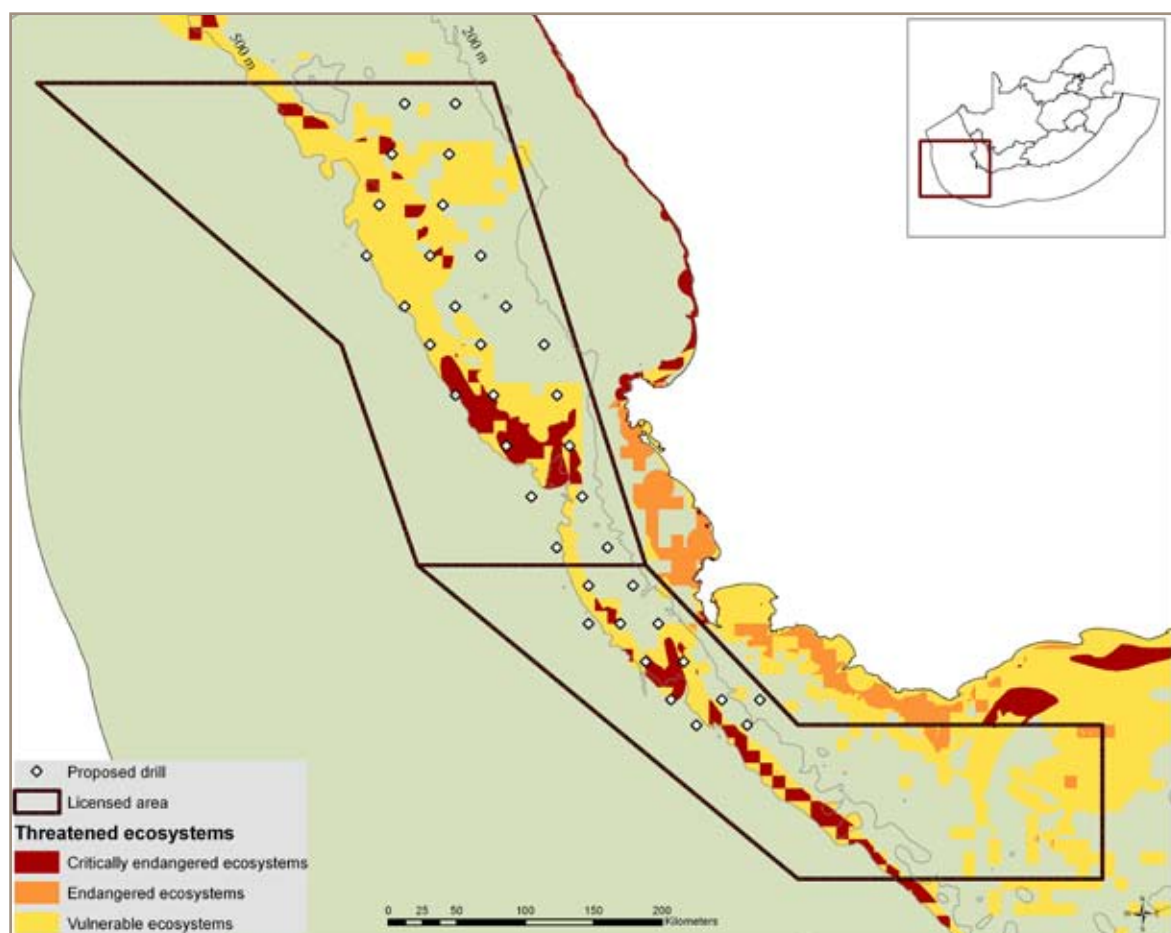 500 m
200 m
Proposed drill
Licensed area
Threatened ecosystems
Critically endangered ecosystems
Endangered ecosystems
Vulnerable ecosystems
0 25 50 100 150 200
Kilometers